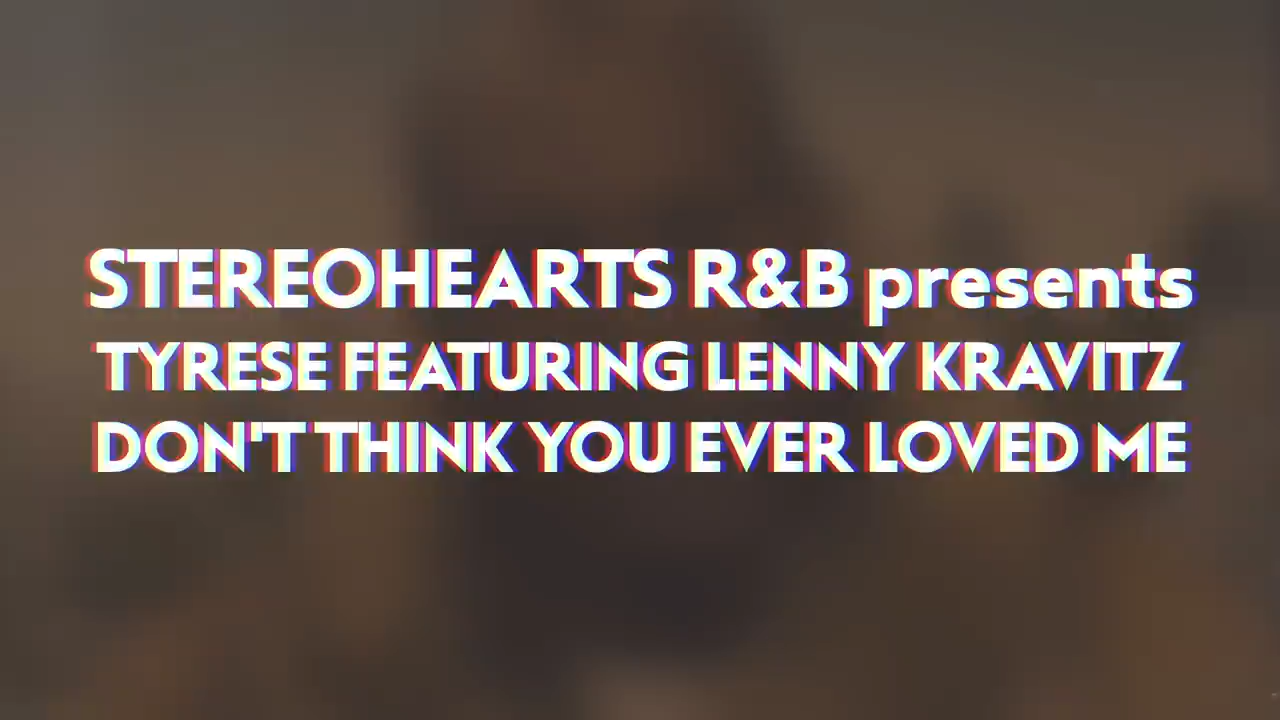 STEREOHEARTS R&B presents
TYRESE FEATURING LENNY KRAVITZ
DON'T THINK YOU EVER LOVED ME